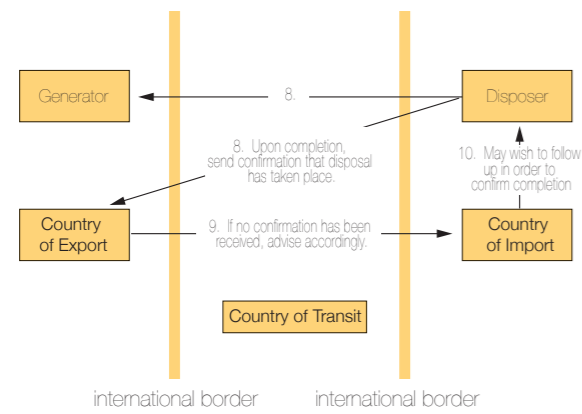 Generator
8.
Disposer
8. Upon completion,
send confirmation that disposal
has taken place.
10. May wish to follow
up in order to
confirm completion
Country
of Export
9. If no confirmation has been
received, advise accordingly.
Country
of Import
Country of Transit
international border
international border